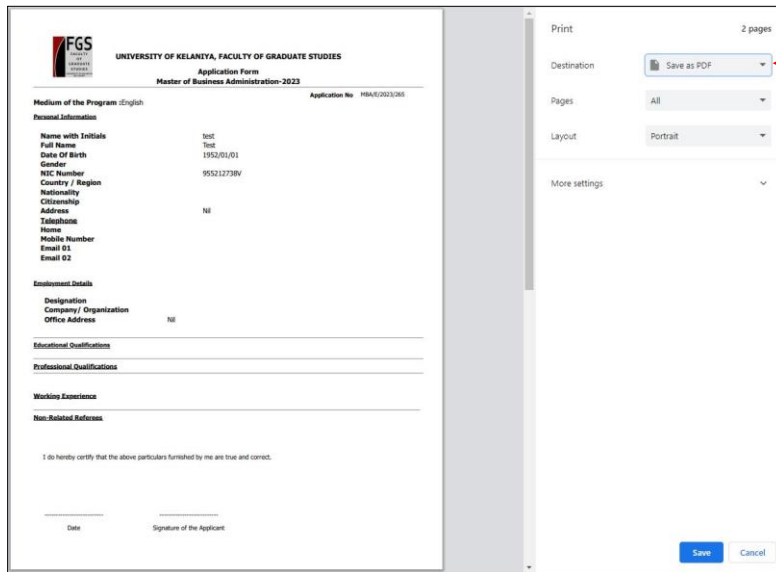 FGS
FACULTY
OF
GRADUATE
STUDIES
UNIVERSITY OF KELANIYA, FACULTY OF GRADUATE STUDIES
Application Form
Master of Business Administration-2023
Application No MBA/E/2023/265
Medium of the Program :English
Personal Information
Name with Initials test
Full Name Test
Date Of Birth 1952/01/01
Gender
NIC Number 955212738V
Country / Region
Nationality
Citizenship
Address Nil
Telephone
Home
Mobile Number
Email 01
Email 02
Employment Details
Designation
Company/ Organization
Office Address Nil
Educational Qualifications
Professional Qualifications
Working Experience
Non-Related Referees
I do hereby certify that the above particulars furnished by me are true and correct.
Date Signature of the Applicant
Print 2 pages
Destination Save as PDF
Pages All
Layout Portrait
More settings
Save Cancel